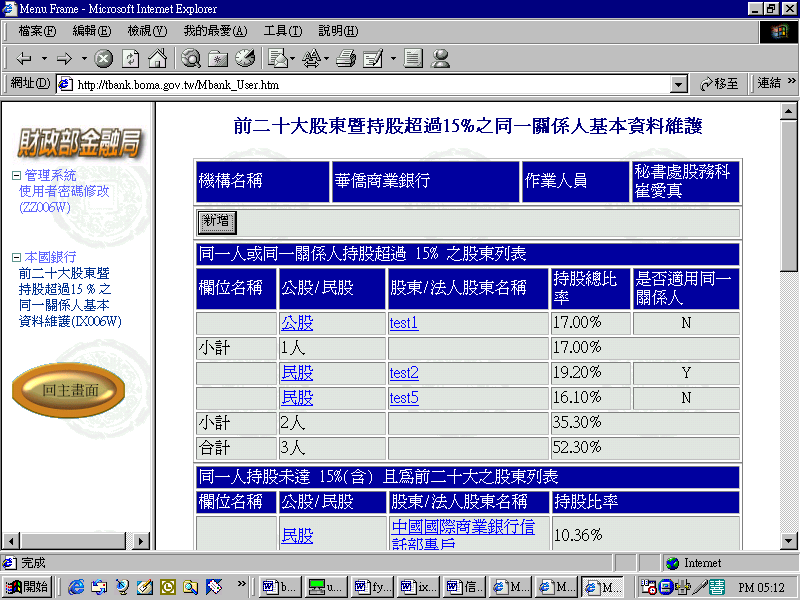 Menu Frame - Microsoft Internet Explorer
檔案(F) 編輯(E) 檢視(V) 我的最愛(A) 工具(T) 說明(H)
網址(D) http://tbank.boma.gov.tw/Mbank_User.htm 移至 連結 »
財政部金融局
管理系統
使用者密碼修改
(ZZ006W)
本國銀行
前二十大股東暨
持股超過15％之
同一關係人基本
資料維護(IX006W)
回主畫面
前二十大股東暨持股超過15%之同一關係人基本資料維護
機構名稱 華僑商業銀行 作業人員 秘書處股務科
崔愛真
新增
同一人或同一關係人持股超過 15% 之股東列表
欄位名稱 公股/民股 股東/法人股東名稱 持股總比
率 是否適用同一
關係人
公股 test1 17.00% N
小計 1人 17.00%
民股 test2 19.20% Y
民股 test5 16.10% N
小計 2人 35.30%
合計 3人 52.30%
同一人持股未達 15%(含) 且為前二十大之股東列表
欄位名稱 公股/民股 股東/法人股東名稱 持股比率
民股 中國國際商業銀行信
託部專戶 10.36%
完成 Internet
開始 » b... u... fy... ix... 信... M... M... M... PM 05:12